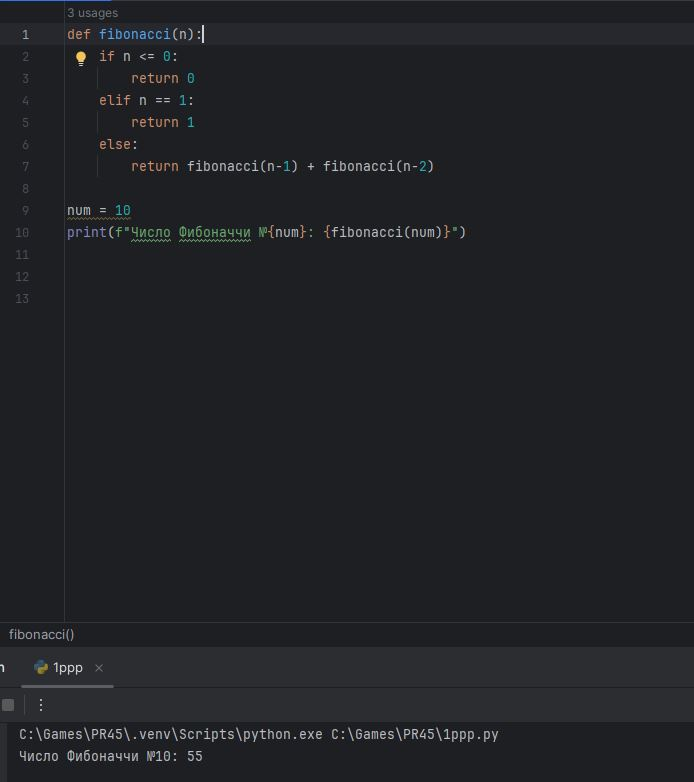 3 usages
1 def fibonacci(n):
2 if n <= 0:
3 return 0
4 elif n == 1:
5 return 1
6 else:
7 return fibonacci(n-1) + fibonacci(n-2)
8
9 num = 10
10 print(f"Число Фибоначчи №{num}: {fibonacci(num)}")
11
12
13
fibonacci()
1ppp
C:\Games\PR45\.venv\Scripts\python.exe C:\Games\PR45\1ppp.py
Число Фибоначчи №10: 55